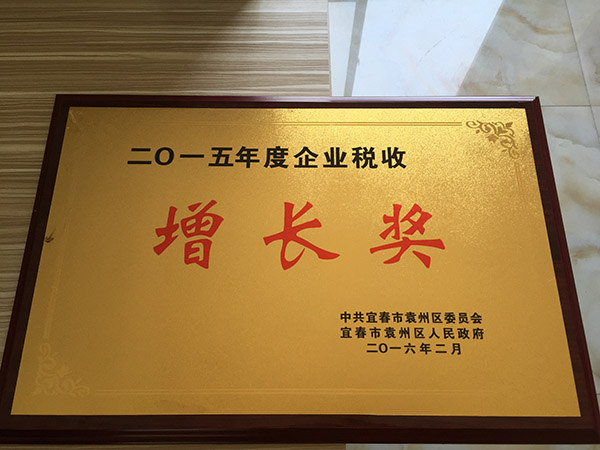 二〇一五年度企业税收
增长奖
中共宜春市袁州区委员会
宜春市袁州区人民政府
二〇一六年二月